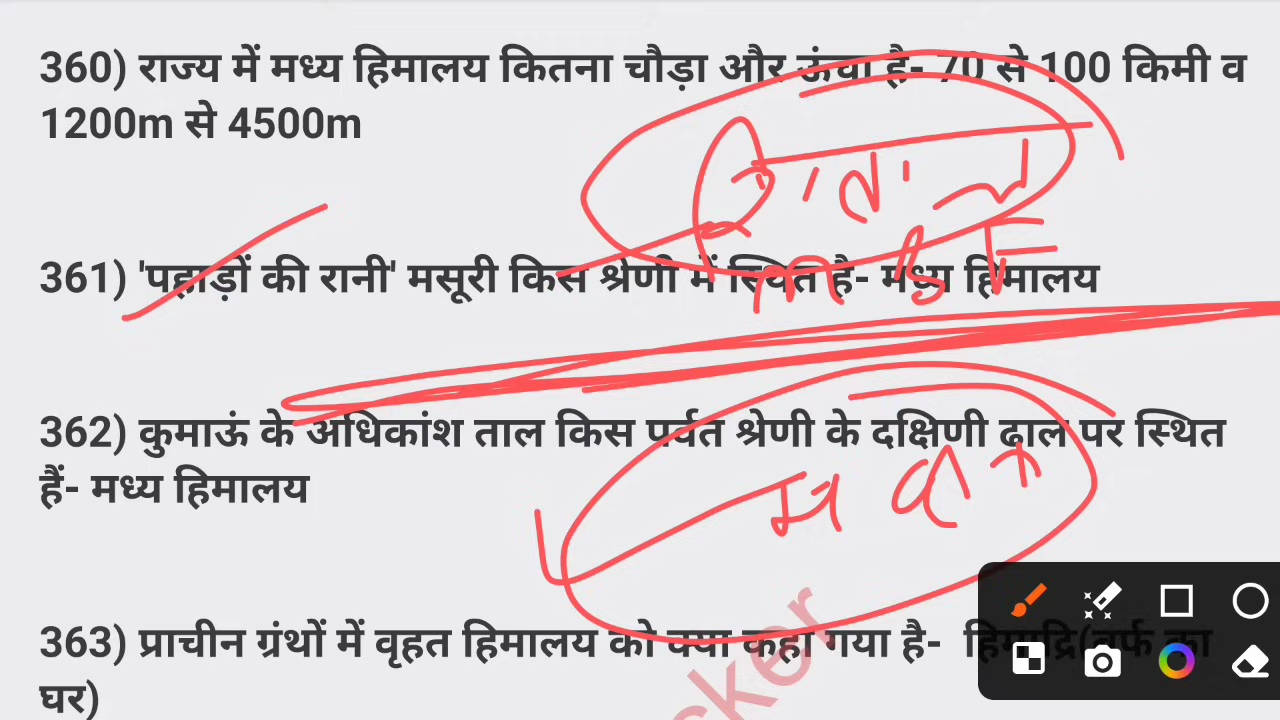 360) राज्य में मध्य हिमालय कितना चौड़ा और ऊंचा है- 70 से 100 किमी व
1200m से 4500m
361) 'पहाड़ों की रानी' मसूरी किस श्रेणी में स्थित है- मध्य हिमालय
362) कुमाऊं के अधिकांश ताल किस पर्वत श्रेणी के दक्षिणी ढाल पर स्थित
हैं- मध्य हिमालय
363) प्राचीन ग्रंथों में वृहत हिमालय को क्या कहा गया है- हिमाद्रि(बर्फ का
घर)
cker